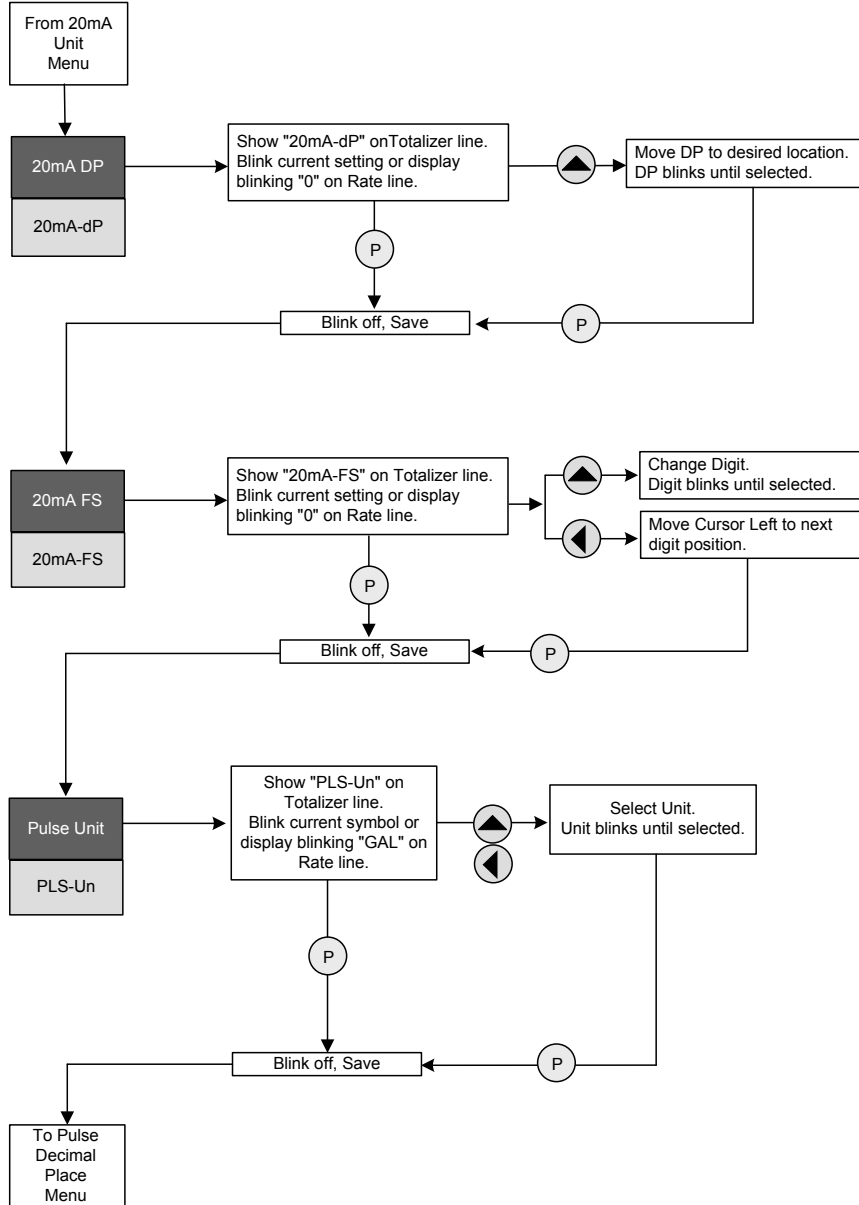 From 20mA
Unit
Menu
20mA DP
20mA-dP
Show "20mA-dP" onTotalizer line.
Blink current setting or display
blinking "0" on Rate line.
Move DP to desired location.
DP blinks until selected.
P
Blink off, Save
P
20mA FS
20mA-FS
Show "20mA-FS" on Totalizer line.
Blink current setting or display
blinking "0" on Rate line.
Change Digit.
Digit blinks until selected.
Move Cursor Left to next
digit position.
P
Blink off, Save
P
Pulse Unit
PLS-Un
Show "PLS-Un" on
Totalizer line.
Blink current symbol or
display blinking "GAL" on
Rate line.
Select Unit.
Unit blinks until selected.
P
Blink off, Save
P
To Pulse
Decimal
Place
Menu